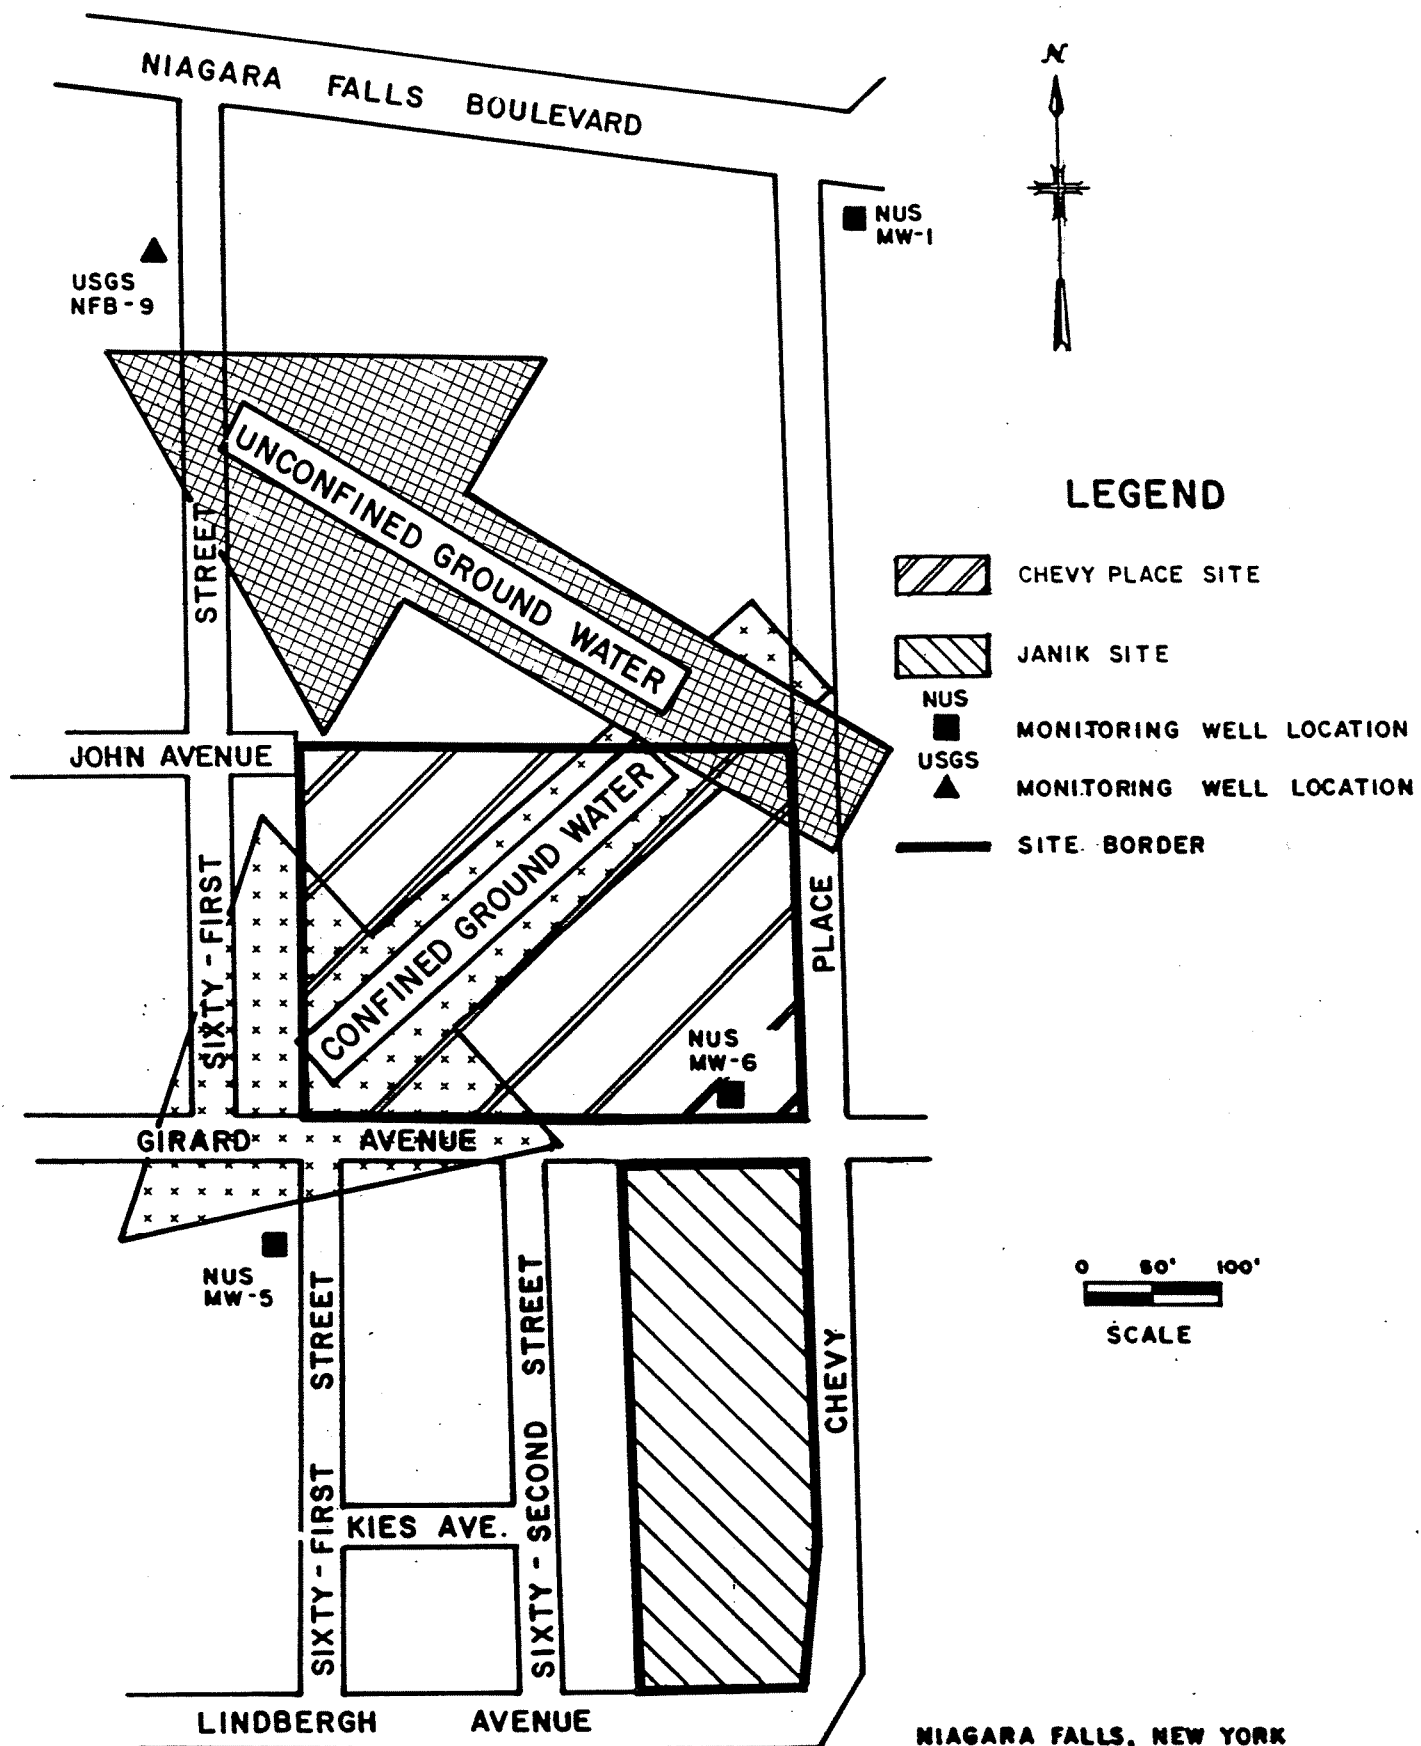 NIAGARA FALLS BOULEVARD
N
NUS
MW-1
USGS
NFB-9
UNCONFINED GROUND WATER
STREET
LEGEND
CHEVY PLACE SITE
JANIK SITE
NUS
MONITORING WELL LOCATION
USGS
MONITORING WELL LOCATION
SITE BORDER
JOHN AVENUE
CONFINED GROUND WATER
SIXTY-FIRST
PLACE
NUS
MW-6
GIRARD AVENUE
NUS
MW-5
0 50' 100'
SCALE
SIXTY-FIRST STREET
SIXTY-SECOND STREET
CHEVY
KIES AVE.
LINDBERGH AVENUE
NIAGARA FALLS, NEW YORK